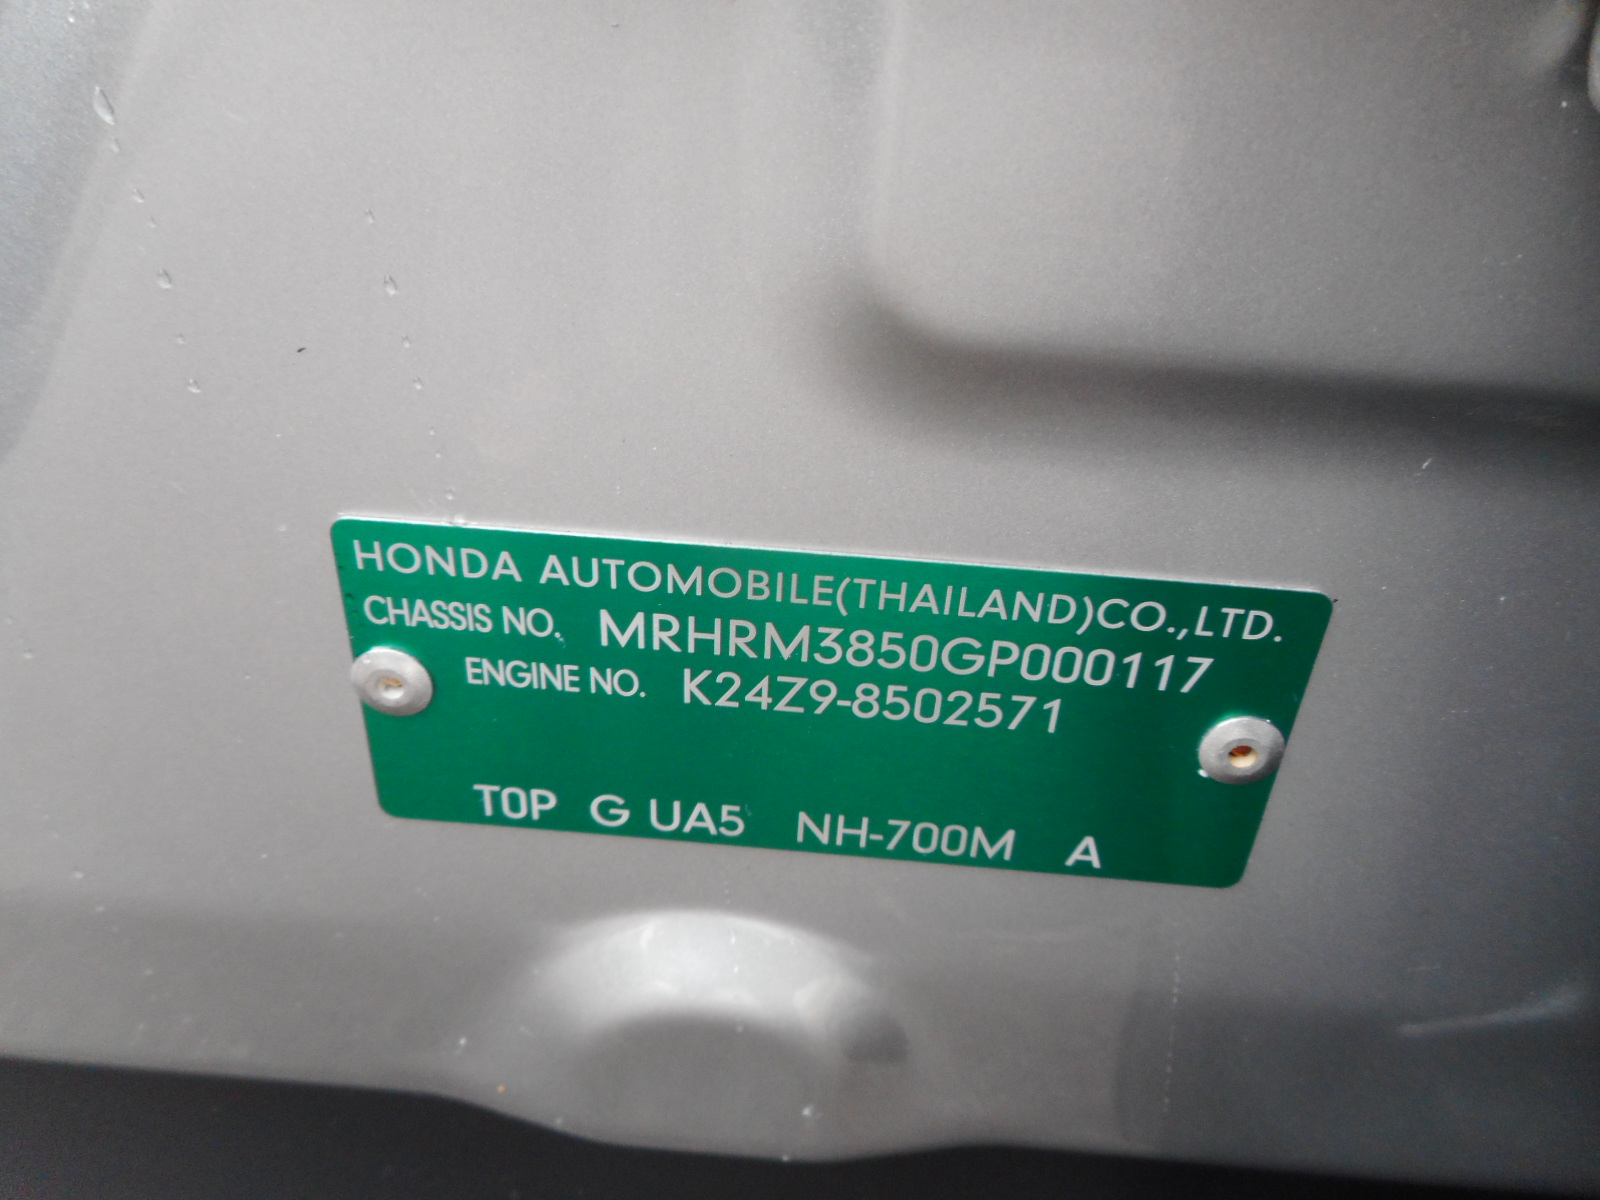 HONDA AUTOMOBILE(THAILAND)CO.,LTD.
CHASSIS NO. MRHRM3850GP000117
ENGINE NO. K24Z9-8502571
TOP G UA5 NH-700M A